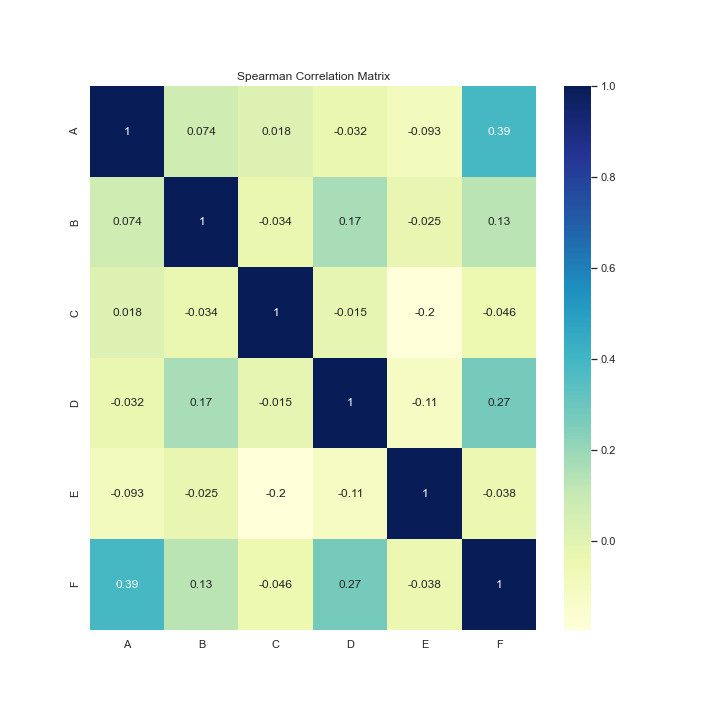 Spearman Correlation Matrix
A 1 0.074 0.018 -0.032 -0.093 0.39
B 0.074 1 -0.034 0.17 -0.025 0.13
C 0.018 -0.034 1 -0.015 -0.2 -0.046
D -0.032 0.17 -0.015 1 -0.11 0.27
E -0.093 -0.025 -0.2 -0.11 1 -0.038
F 0.39 0.13 -0.046 0.27 -0.038 1
A B C D E F
1.0
0.8
0.6
0.4
0.2
0.0